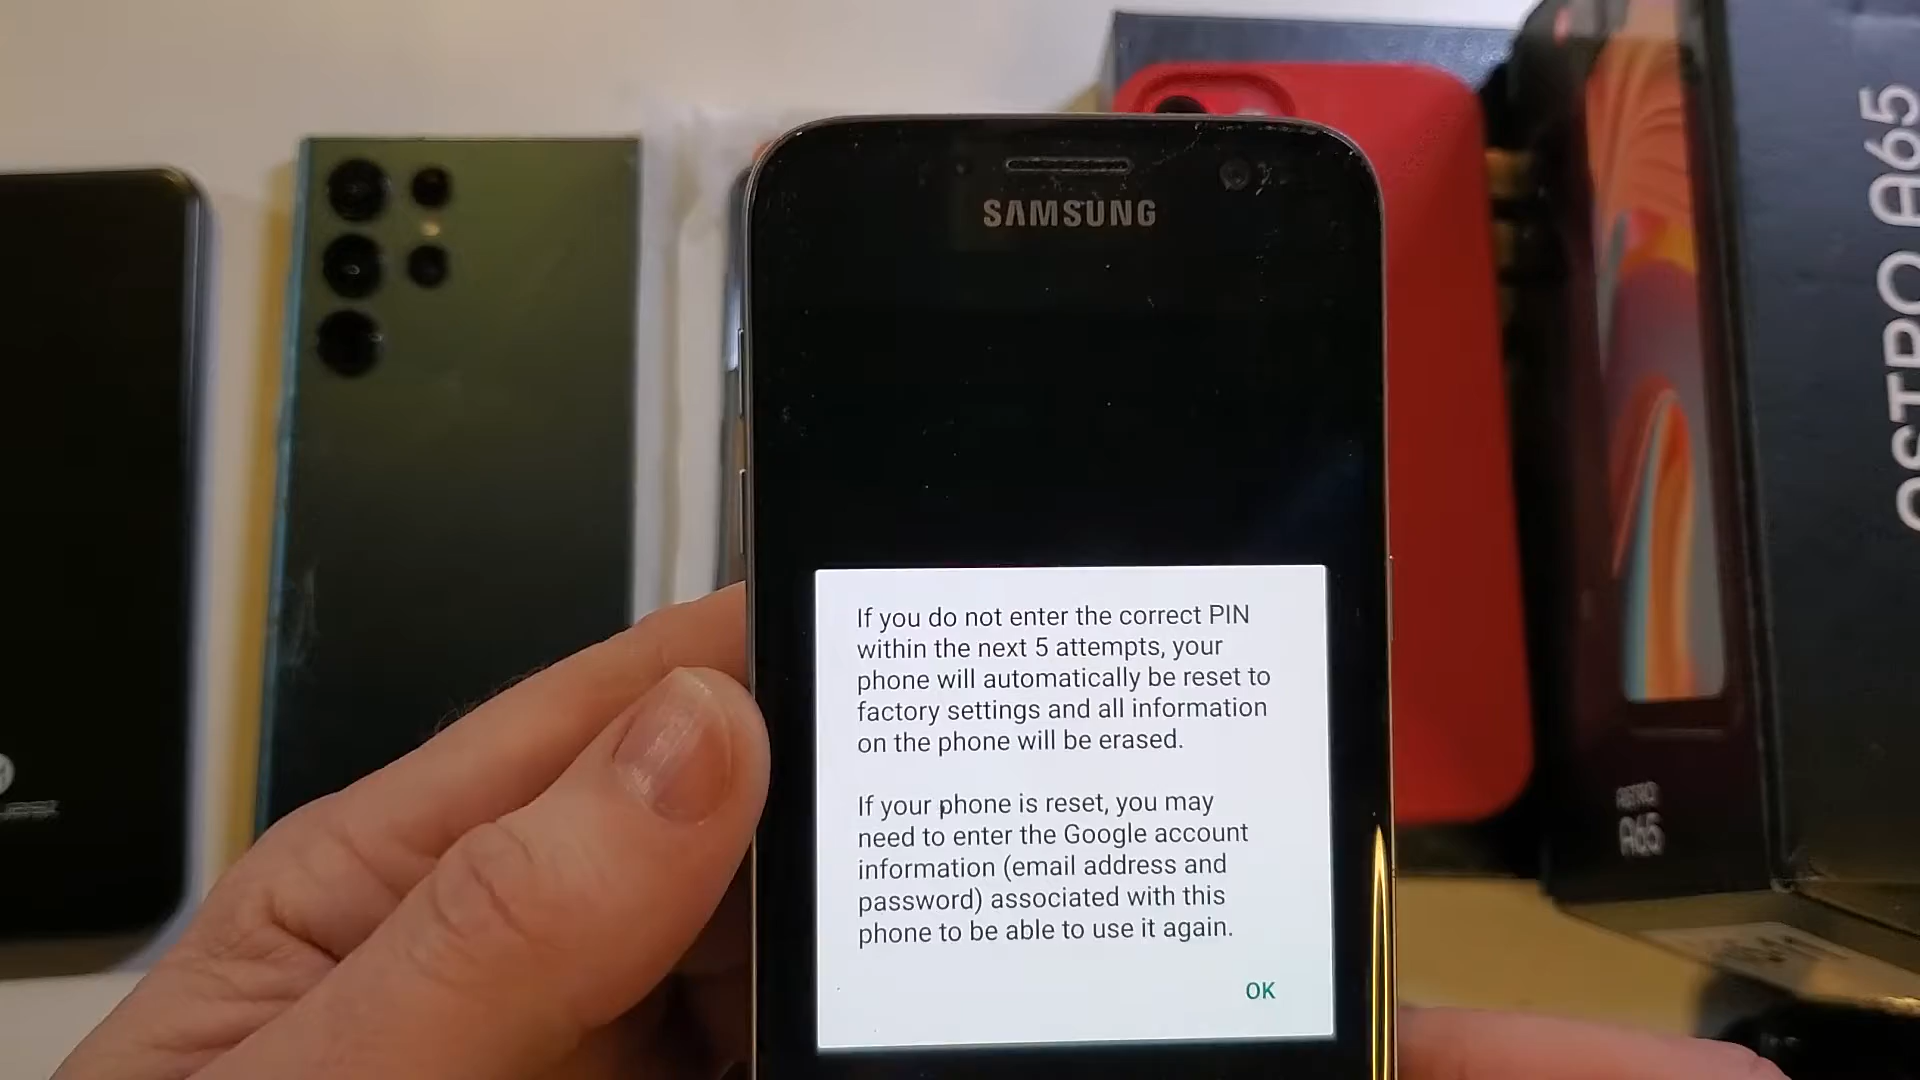 SAMSUNG
If you do not enter the correct PIN
within the next 5 attempts, your
phone will automatically be reset to
factory settings and all information
on the phone will be erased.
If your phone is reset, you may
need to enter the Google account
information (email address and
password) associated with this
phone to be able to use it again.
OK
A65
A65